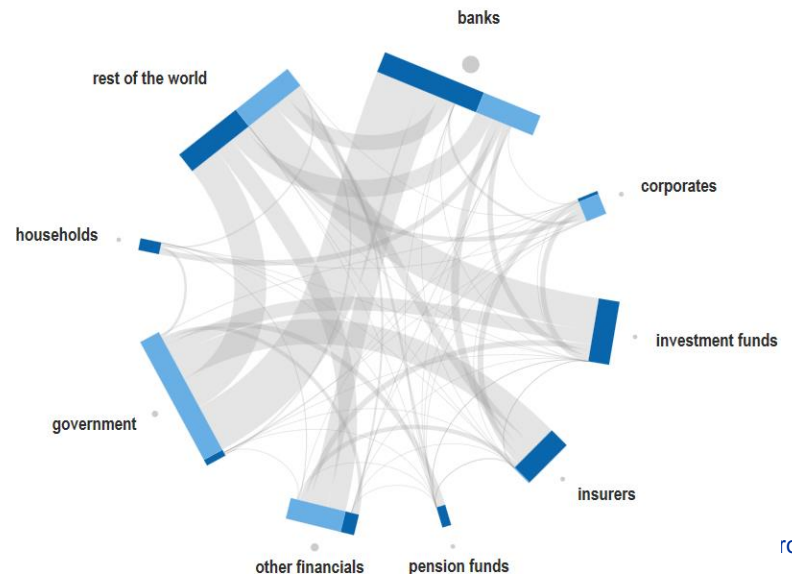 banks
rest of the world
corporates
households
investment funds
government
insurers
other financials
pension funds